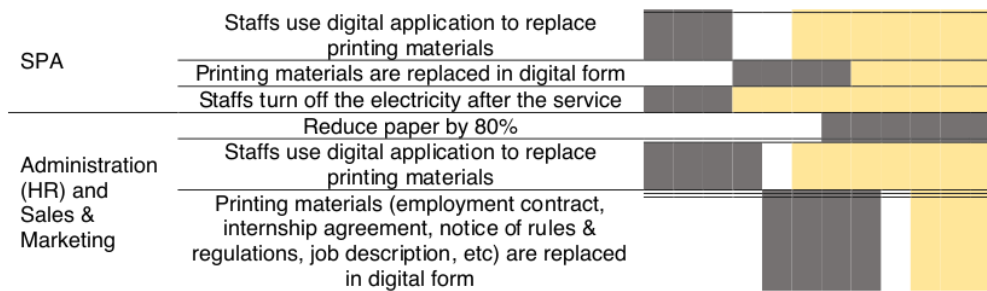 SPA
Staffs use digital application to replace
printing materials
Printing materials are replaced in digital form
Staffs turn off the electricity after the service
Administration
(HR) and
Sales &
Marketing
Reduce paper by 80%
Staffs use digital application to replace
printing materials
Printing materials (employment contract,
internship agreement, notice of rules &
regulations, job description, etc) are replaced
in digital form